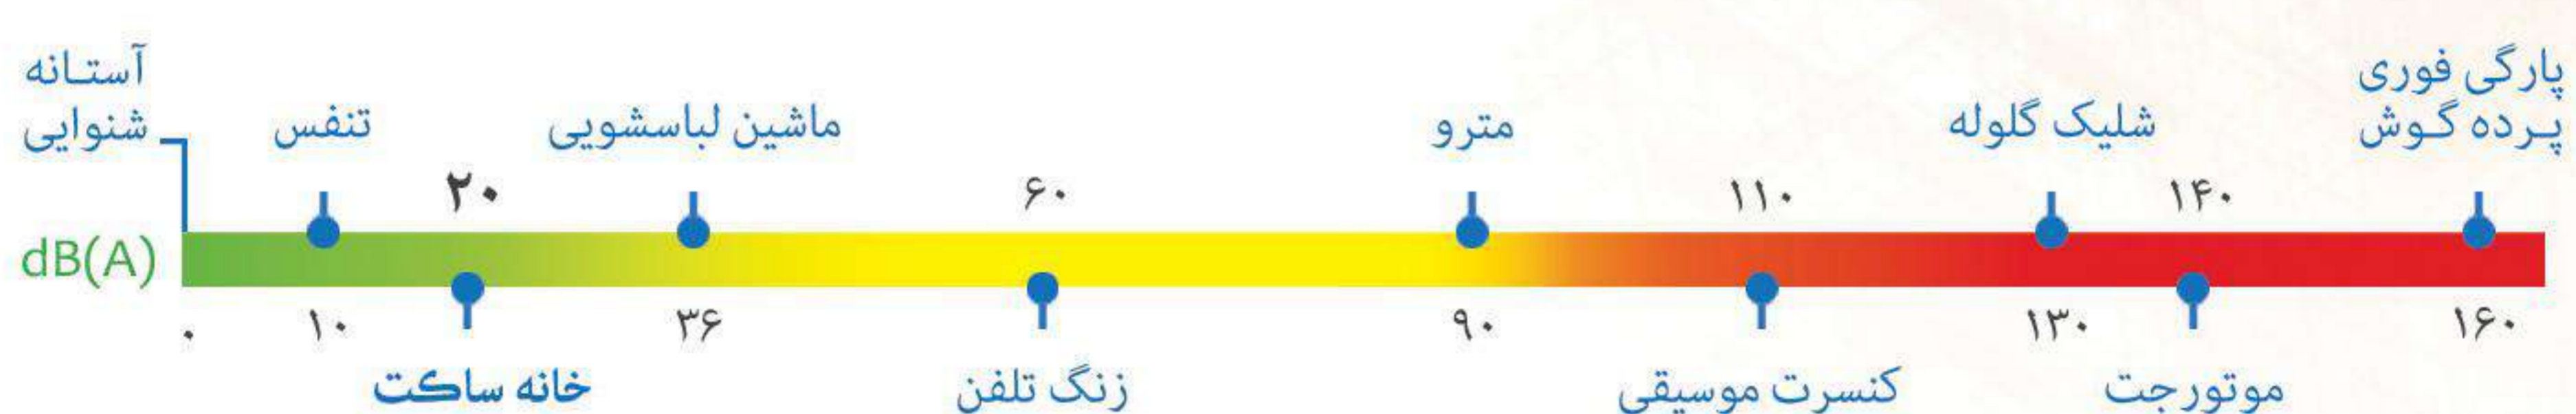 آستانه
شنوایی
تنفس
ماشین لباسشویی
مترو
شلیک گلوله
پارگی فوری
پرده گوش
۲۰
۶۰
۱۱۰
۱۴۰
dB(A)
۰
۱۰
۳۶
۹۰
۱۳۰
۱۶۰
خانه ساکت
زنگ تلفن
کنسرت موسیقی
موتورجت